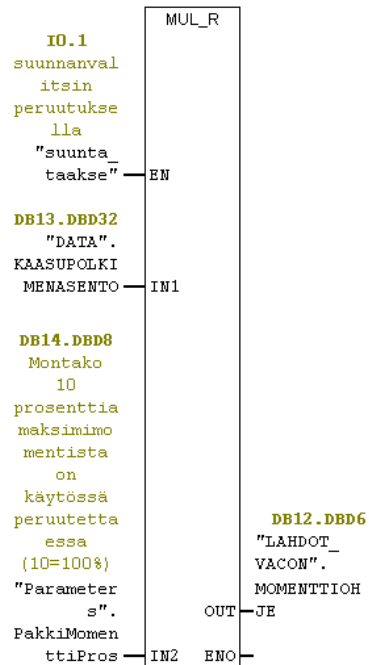 MUL_R
I0.1
suunnanval
itsin
peruutukse
lla
"suunta_
taakse"
EN
DB13.DBD32
"DATA".
KAASUPOLKI
MENASENTO
IN1
DB14.DBD8
Montako
10
prosenttia
maksimimo
mentista
on
käytössä
peruutetta
essa
(10=100%)
"Parameter
s".
PakkiMomen
ttiPros
IN2
DB12.DBD6
"LAHDOT_
VACON".
MOMENTTIOH
OUT
JE
ENO